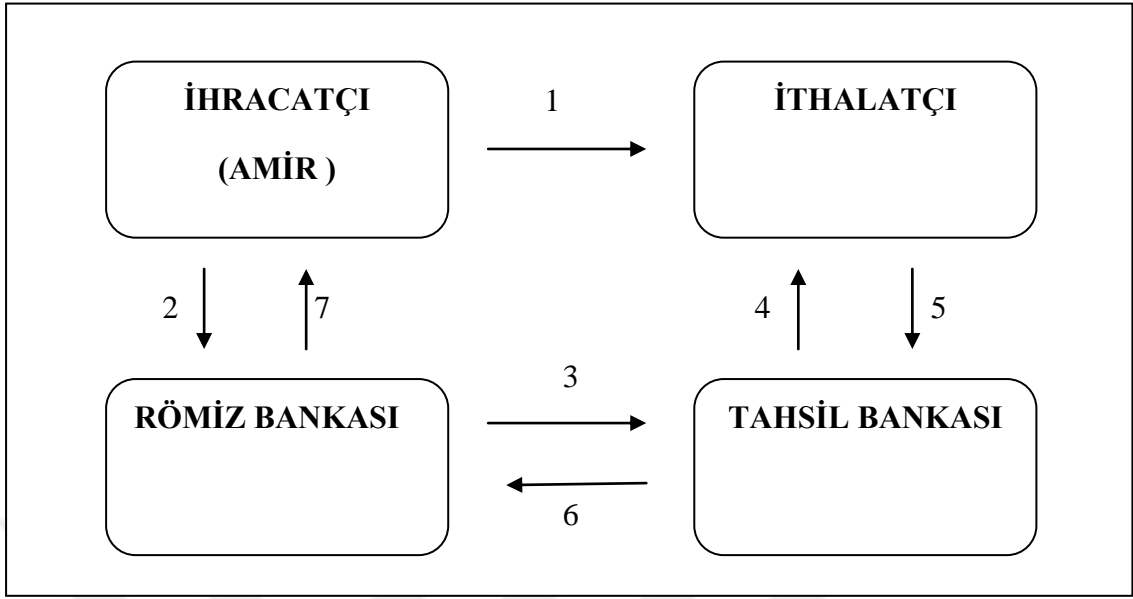 İHRACATÇI
(AMİR )
1
İTHALATÇI
2
7
4
5
3
RÖMİZ BANKASI
TAHSİL BANKASI
6